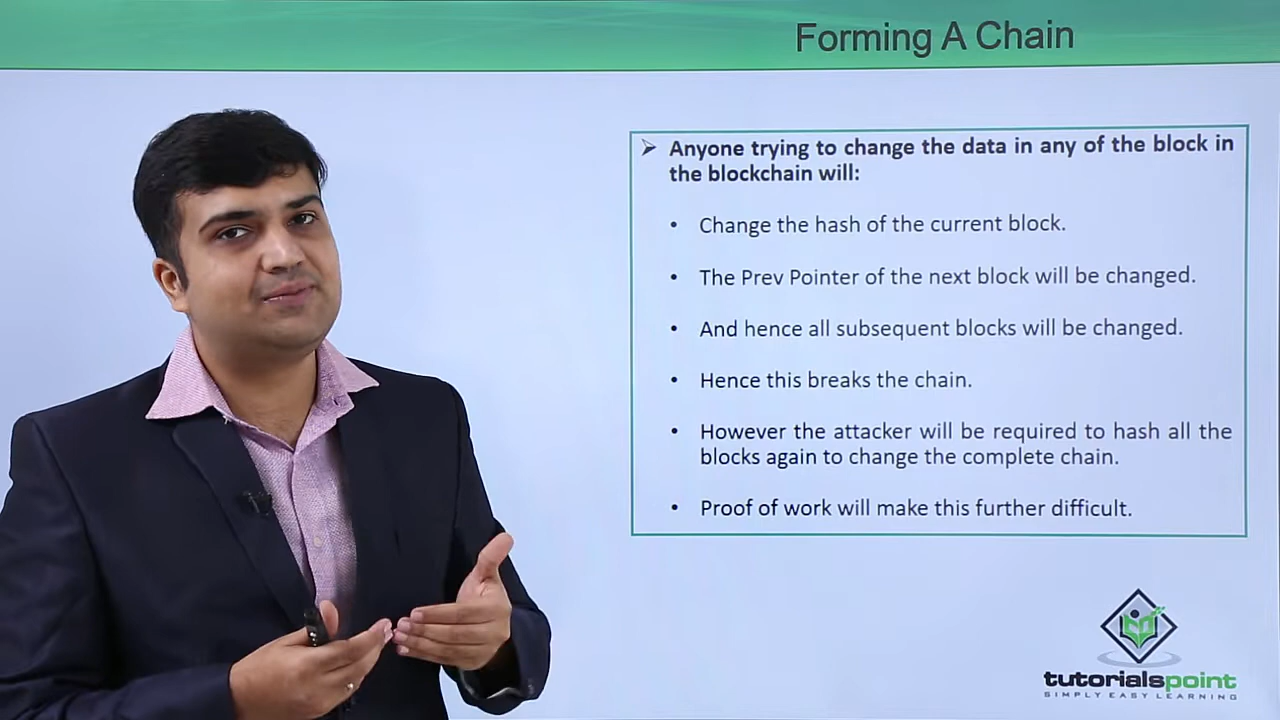 Forming A Chain
➢ Anyone trying to change the data in any of the block in
the blockchain will:
• Change the hash of the current block.
• The Prev Pointer of the next block will be changed.
• And hence all subsequent blocks will be changed.
• Hence this breaks the chain.
• However the attacker will be required to hash all the
blocks again to change the complete chain.
• Proof of work will make this further difficult.
tutorialspoint
SIMPLY EASY LEARNING